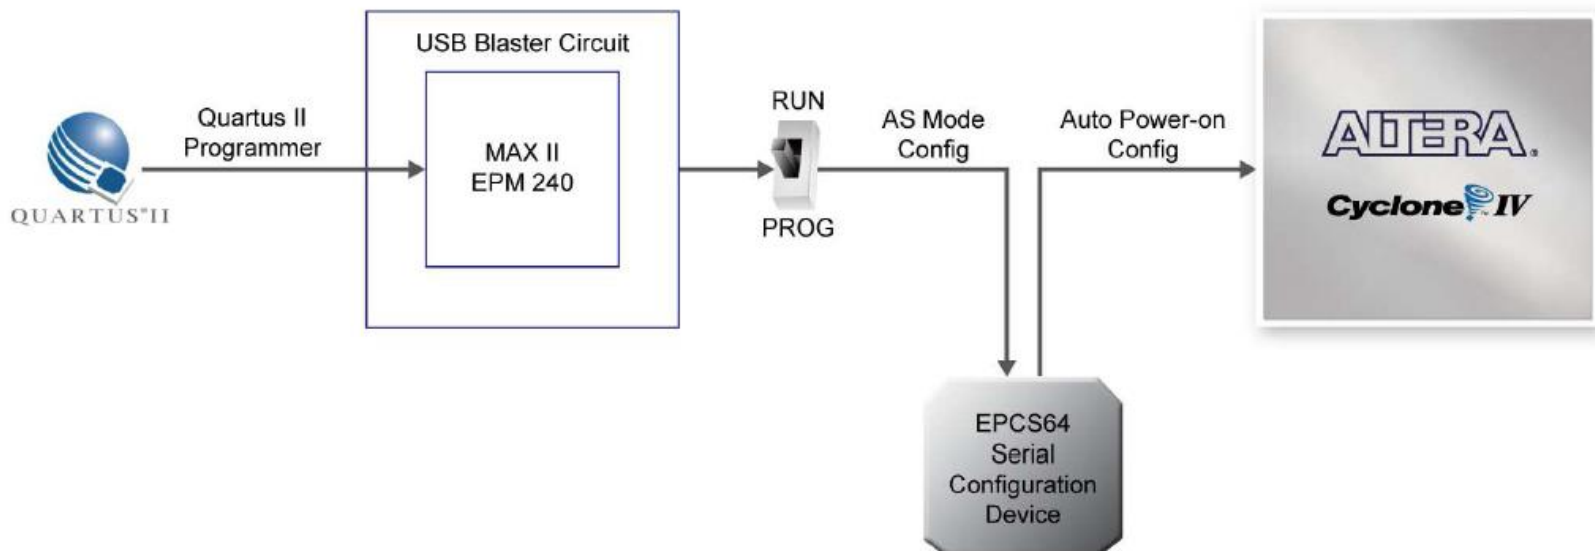 USB Blaster Circuit
Quartus II
Programmer
MAX II
EPM 240
QUARTUS®II
RUN
PROG
AS Mode
Config
Auto Power-on
Config
ALTERA®
Cyclone™ IV
EPCS64
Serial
Configuration
Device